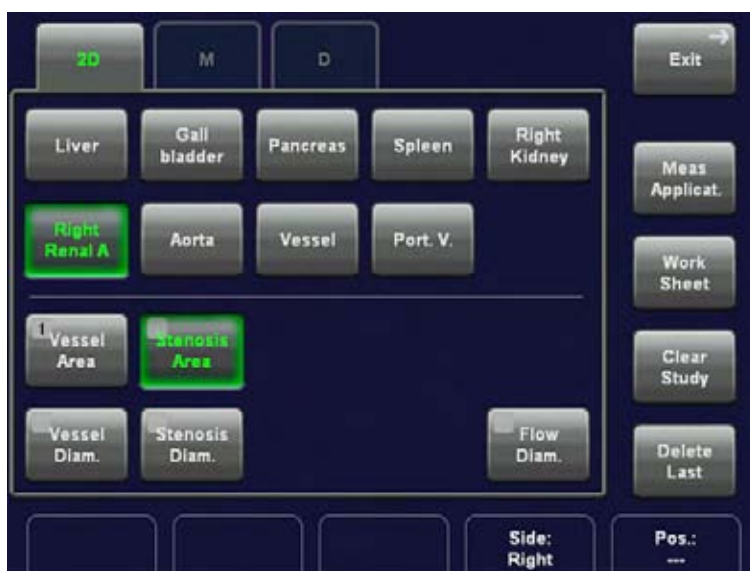 2D
M
D
Exit
Liver
Gall
bladder
Pancreas
Spleen
Right
Kidney
Meas
Applicat.
Right
Renal A
Aorta
Vessel
Port. V.
Work
Sheet
1
Vessel
Area
Stenosis
Area
Clear
Study
Vessel
Diam.
Stenosis
Diam.
Flow
Diam.
Delete
Last
Side:
Right
Pos.:
---